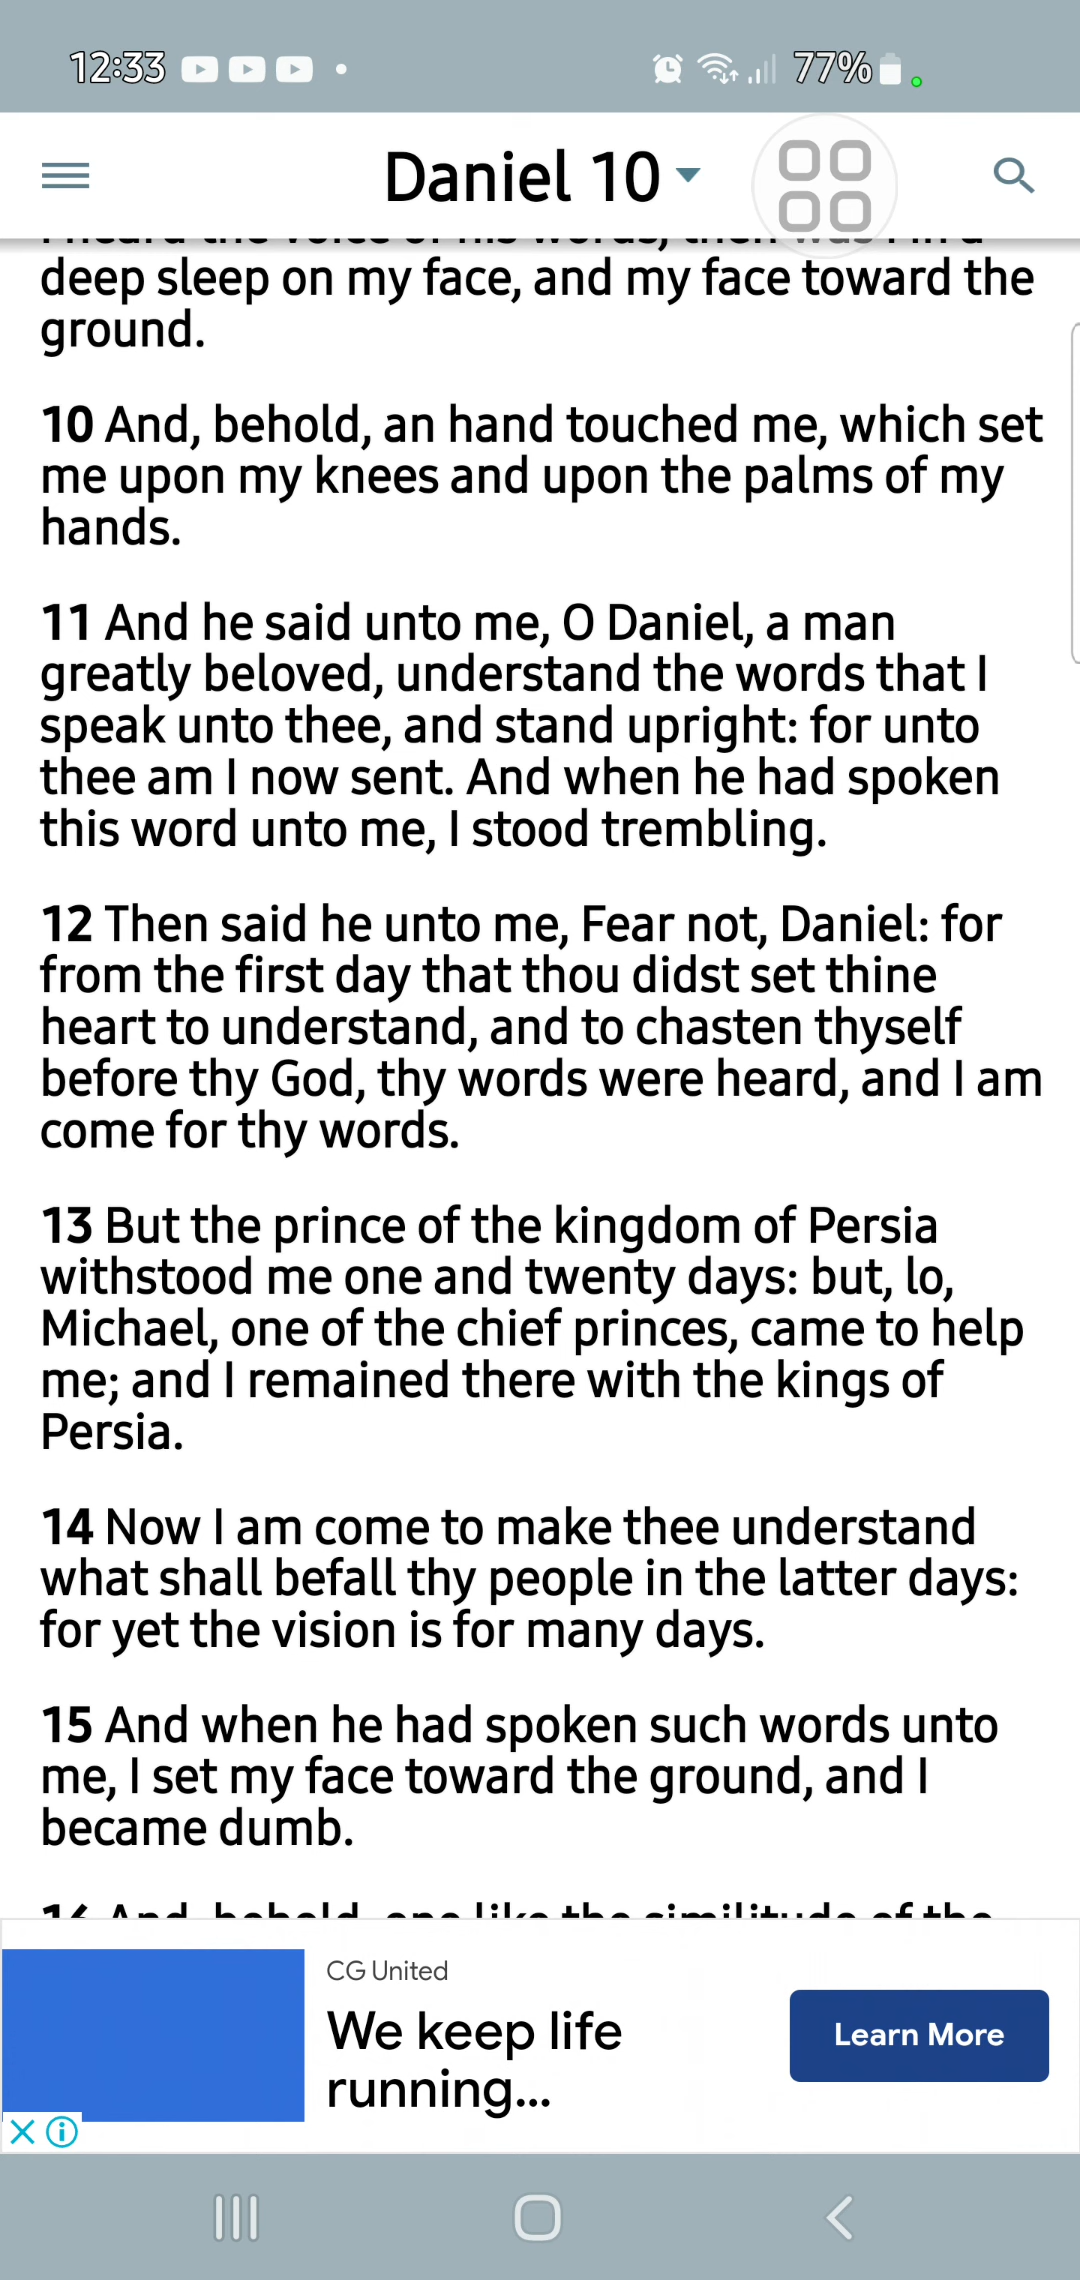 12:33
77%
Daniel 10
deep sleep on my face, and my face toward the
ground.
10 And, behold, an hand touched me, which set
me upon my knees and upon the palms of my
hands.
11 And he said unto me, O Daniel, a man
greatly beloved, understand the words that I
speak unto thee, and stand upright: for unto
thee am I now sent. And when he had spoken
this word unto me, I stood trembling.
12 Then said he unto me, Fear not, Daniel: for
from the first day that thou didst set thine
heart to understand, and to chasten thyself
before thy God, thy words were heard, and I am
come for thy words.
13 But the prince of the kingdom of Persia
withstood me one and twenty days: but, lo,
Michael, one of the chief princes, came to help
me; and I remained there with the kings of
Persia.
14 Now I am come to make thee understand
what shall befall thy people in the latter days:
for yet the vision is for many days.
15 And when he had spoken such words unto
me, I set my face toward the ground, and I
became dumb.
16 And, behold, one like the similitude of the
CG United
We keep life
running...
Learn More